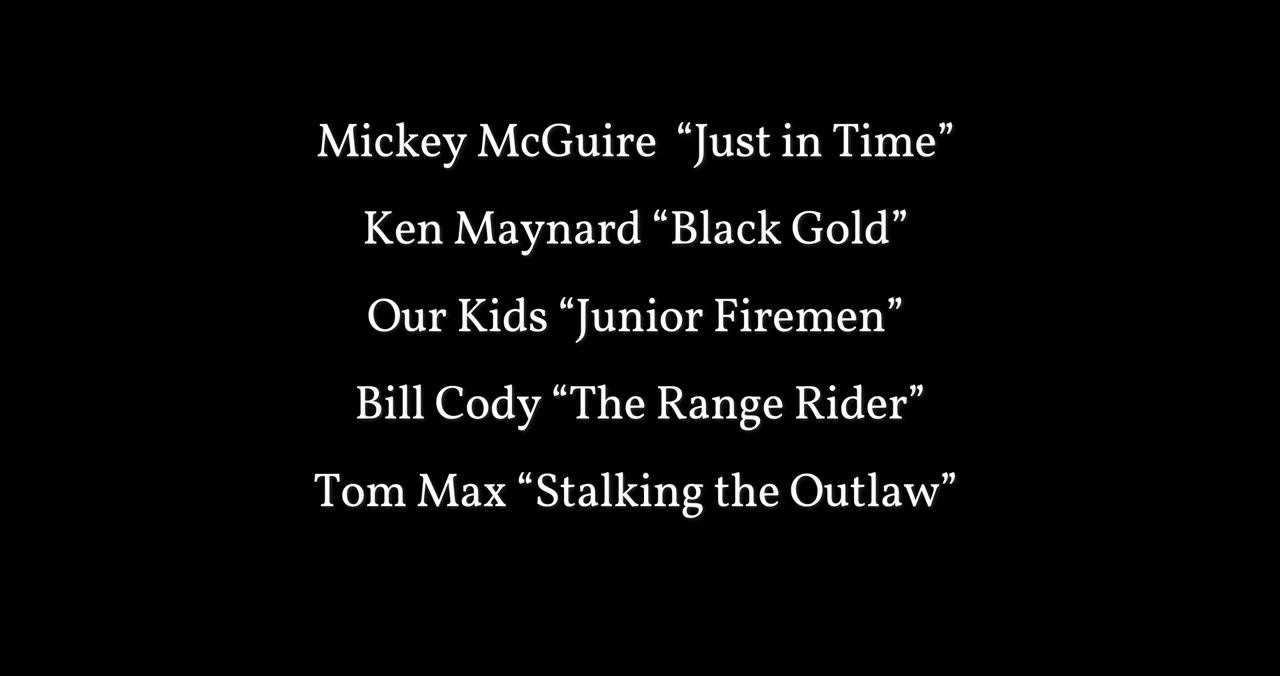 Mickey McGuire “Just in Time”
Ken Maynard “Black Gold”
Our Kids “Junior Firemen”
Bill Cody “The Range Rider”
Tom Max “Stalking the Outlaw”